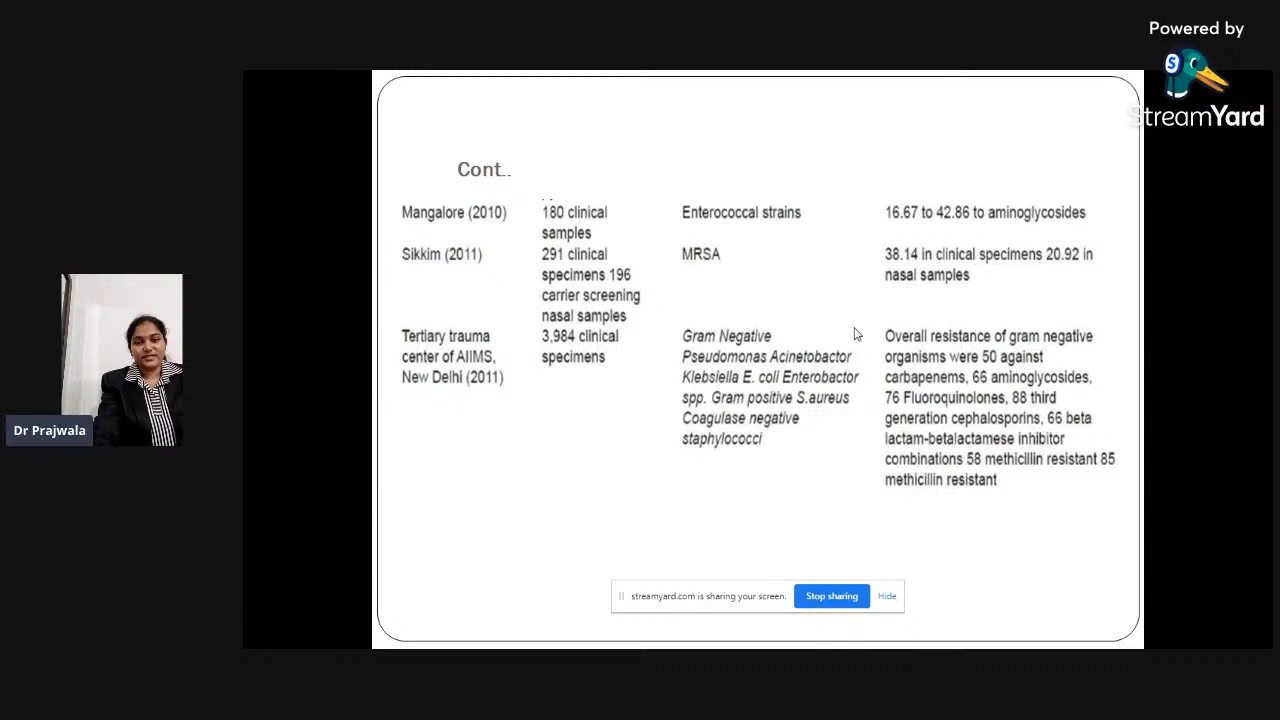 Powered by
StreamYard
Cont..
Mangalore (2010)
180 clinical
samples
Enterococcal strains
16.67 to 42.86 to aminoglycosides
Sikkim (2011)
291 clinical
specimens 196
carrier screening
nasal samples
MRSA
38.14 in clinical specimens 20.92 in
nasal samples
Tertiary trauma
center of AIIMS,
New Delhi (2011)
3,984 clinical
specimens
Gram Negative
Pseudomonas Acinetobactor
Klebsiella E. coli Enterobactor
spp. Gram positive S.aureus
Coagulase negative
staphylococci
Overall resistance of gram negative
organisms were 50 against
carbapenems, 66 aminoglycosides,
76 Fluoroquinolones, 88 third
generation cephalosporins, 66 beta
lactam-betalactamese inhibitor
combinations 58 methicillin resistant 85
methicillin resistant
Dr Prajwala
streamyard.com is sharing your screen.
Stop sharing
Hide